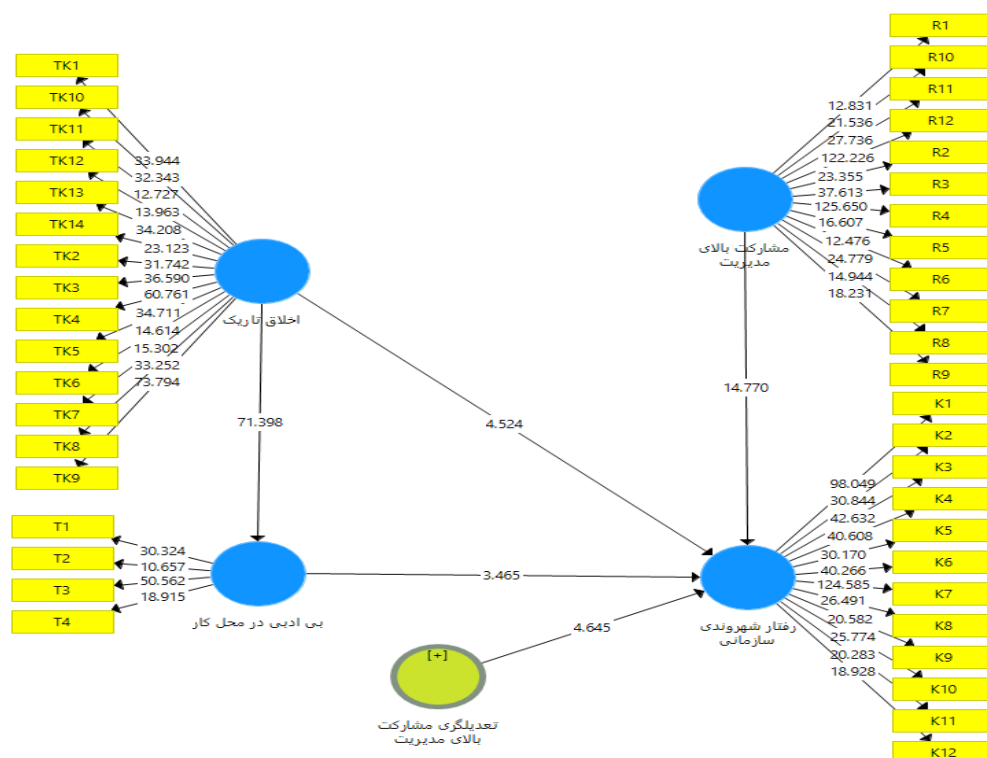 TK1
TK10
TK11
TK12
TK13
TK14
TK2
TK3
TK4
TK5
TK6
TK7
TK8
TK9
33.944
32.343
12.727
13.963
34.208
23.123
31.742
36.590
60.761
34.711
14.614
15.302
33.252
73.794
اخلاق تاریک
R1
R10
R11
R12
R2
R3
R4
R5
R6
R7
R8
R9
12.831
21.536
27.736
122.226
23.355
37.613
125.650
16.607
12.476
24.779
14.944
18.231
مشارکت بالای
مدیریت
71.398
4.524
14.770
T1
T2
T3
T4
30.324
10.657
50.562
18.915
بی ادبی در محل کار
3.465
4.645
[+]
تعدیلگری مشارکت
بالای مدیریت
K1
K2
K3
K4
K5
K6
K7
K8
K9
K10
K11
K12
98.049
30.844
42.632
40.608
30.170
40.266
124.585
26.491
20.582
25.774
20.283
18.928
رفتار شهروندی
سازمانی